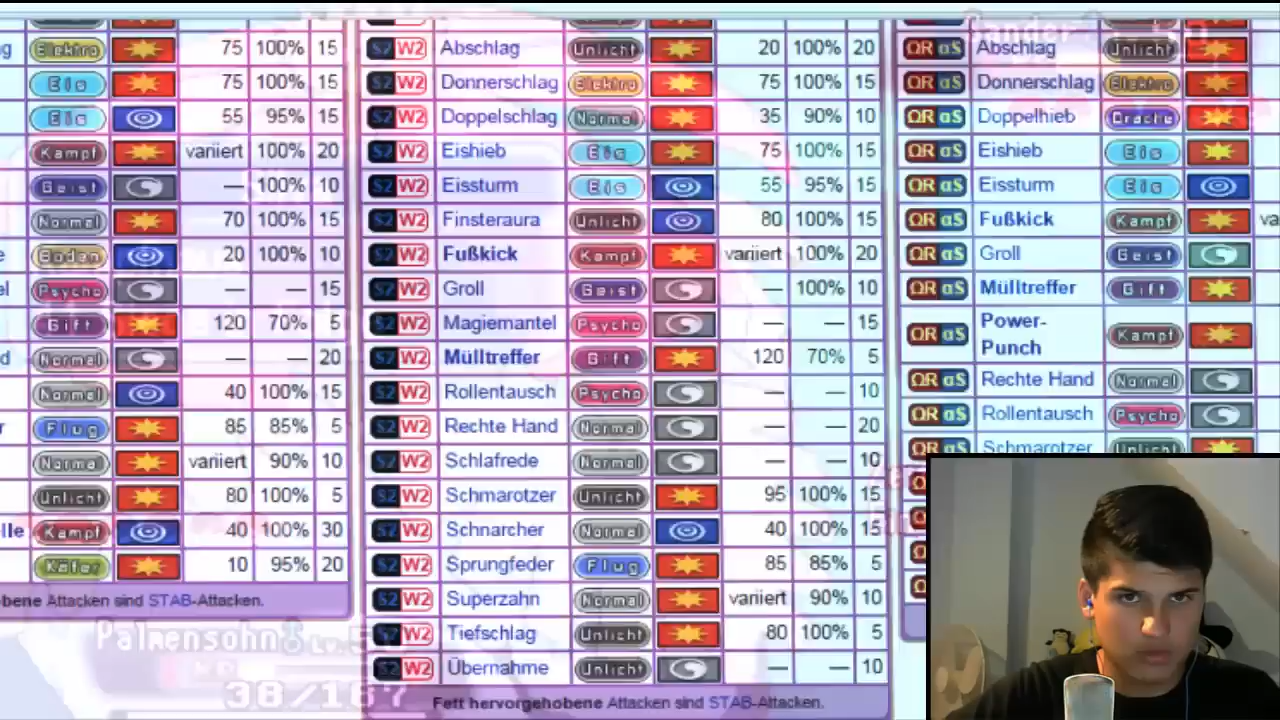 Elektro 75 100% 15
Eis 75 100% 15
Eis 55 95% 15
Kampf variiert 100% 20
Geist — 100% 10
Normal 70 100% 15
Boden 20 100% 10
Psycho — — 15
Gift 120 70% 5
Normal — — 20
Normal 40 100% 15
Flug 85 85% 5
Normal variiert 90% 10
Unlicht 80 100% 5
Kampf 40 100% 30
Käfer 10 95% 20
Attacken sind STAB-Attacken.
S2 W2 Abschlag Unlicht 20 100% 20
S2 W2 Donnerschlag Elektro 75 100% 15
S2 W2 Doppelschlag Normal 35 90% 10
S2 W2 Eishieb Eis 75 100% 15
S2 W2 Eissturm Eis 55 95% 15
S2 W2 Finsteraura Unlicht 80 100% 15
S2 W2 Fußkick Kampf variiert 100% 20
S2 W2 Groll Geist — 100% 10
S2 W2 Magiemantel Psycho — — 15
S2 W2 Mülltreffer Gift 120 70% 5
S2 W2 Rollentausch Psycho — — 10
S2 W2 Rechte Hand Normal — — 20
S2 W2 Schlafrede Normal — — 10
S2 W2 Schmarotzer Unlicht 95 100% 15
S2 W2 Schnarcher Normal 40 100% 15
S2 W2 Sprungfeder Flug 85 85% 5
S2 W2 Superzahn Normal variiert 90% 10
S2 W2 Tiefschlag Unlicht 80 100% 5
S2 W2 Übernahme Unlicht — — 10
Fett hervorgehobene Attacken sind STAB-Attacken.
ΩR αS Abschlag Unlicht
ΩR αS Donnerschlag Elektro
ΩR αS Doppelhieb Drache
ΩR αS Eishieb Eis
ΩR αS Eissturm Eis
ΩR αS Fußkick Kampf
ΩR αS Groll Geist
ΩR αS Mülltreffer Gift
ΩR αS Power-
Punch Kampf
ΩR αS Rechte Hand Normal
ΩR αS Rollentausch Psycho
ΩR αS Schmarotzer Unlicht
Palmensohn♂ Lv.
38/167